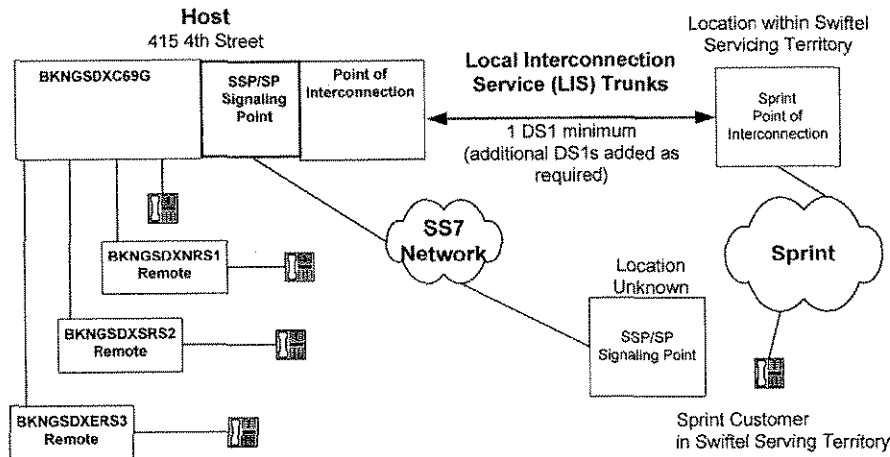 Host
415 4th Street
BKNGSDXC69G
SSP/SP
Signaling
Point
Point of
Interconnection
Local Interconnection
Service (LIS) Trunks
1 DS1 minimum
(additional DS1s added as
required)
Location within Swiftel
Servicing Territory
Sprint
Point of
Interconnection
BKNGSDXNRS1
Remote
SS7
Network
Sprint
BKNGSDXSRS2
Remote
Location
Unknown
SSP/SP
Signaling Point
BKNGSDXERS3
Remote
Sprint Customer
in Swiftel Serving Territory